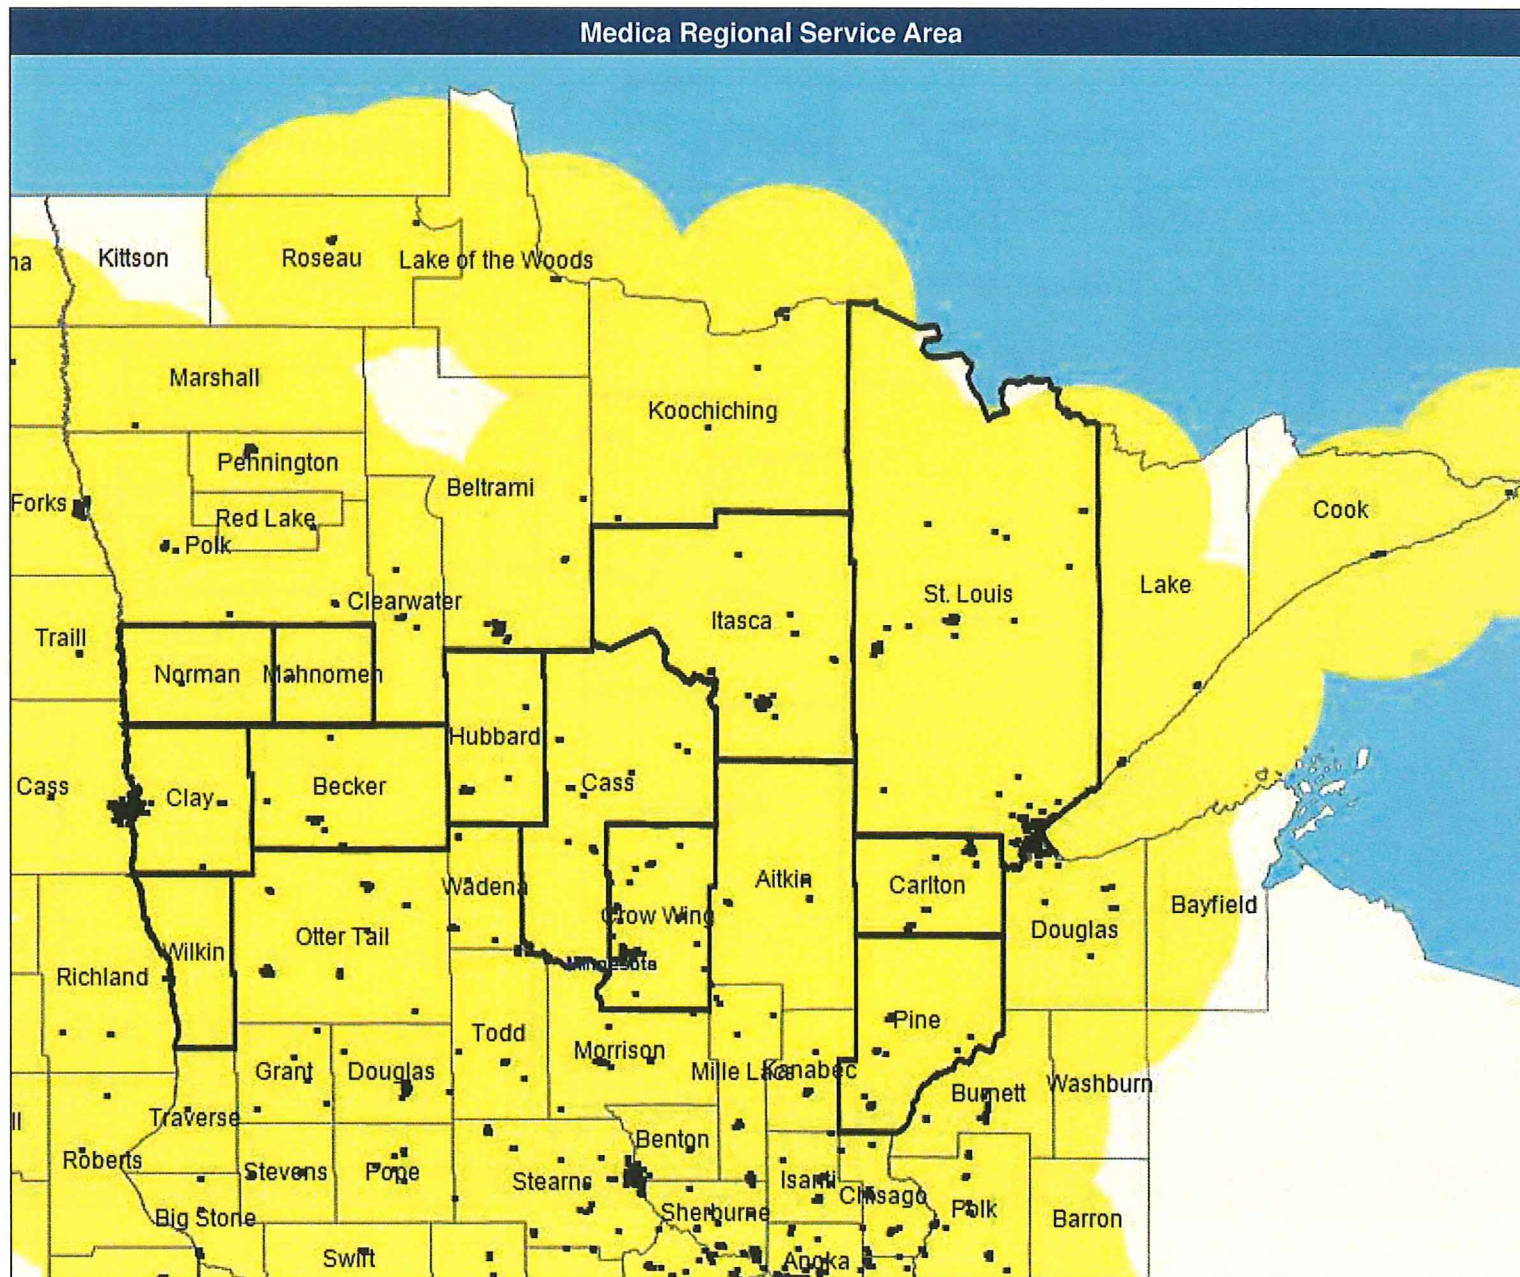 Medica Regional Service Area
na
Kittson
Roseau
Lake of the Woods
Marshall
Koochiching
Pennington
Beltrami
Forks
Red Lake
Cook
Polk
Lake
Clearwater
St. Louis
Itasca
Traill
Norman
Mahnomen
Hubbard
Cass
Clay
Becker
Cass
Wadena
Aitkin
Carlton
Crow Wing
Bayfield
Douglas
Otter Tail
Wilkin
Minnesota
Richland
Pine
Todd
Morrison
Grant
Douglas
Mille Lacs
Kanabec
Burnett
Washburn
Traverse
ll
Benton
Roberts
Stevens
Pope
Stearns
Isanti
Chisago
Big Stone
Sherburne
Polk
Barron
Swift
Anoka